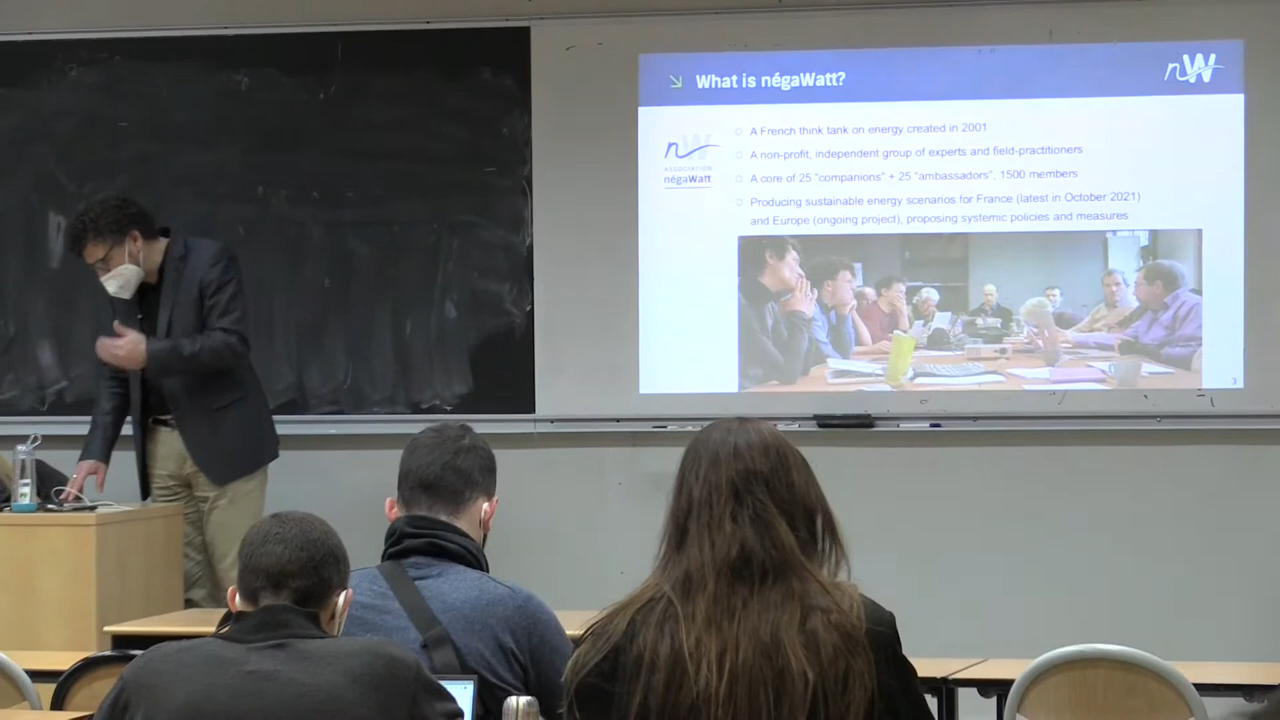 What is négaWatt?
nW
A French think tank on energy created in 2001
nW
ASSOCIATION
négaWatt
A non-profit, independent group of experts and field-practitioners
A core of 25 "companions" + 25 "ambassadors", 1500 members
Producing sustainable energy scenarios for France (latest in October 2021)
and Europe (ongoing project), proposing systemic policies and measures
3